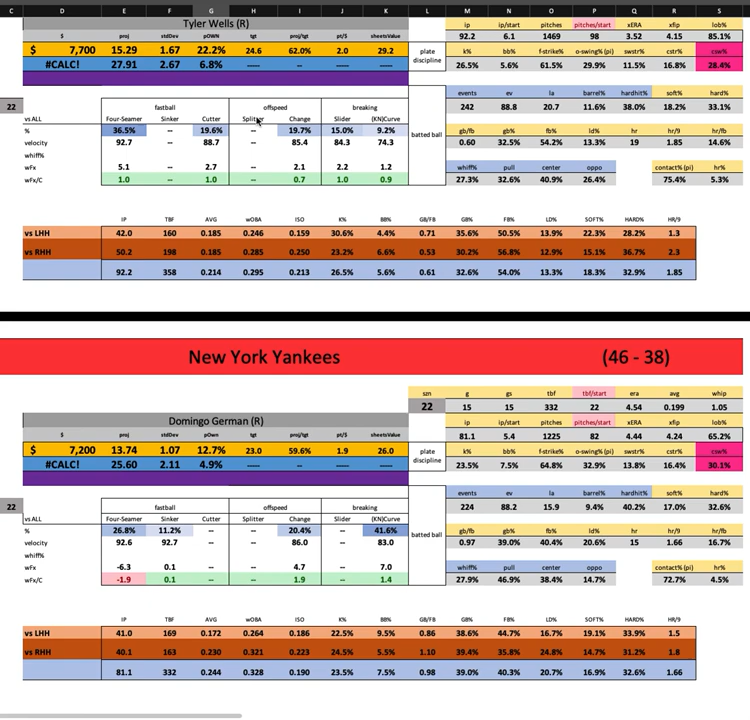 C D E F G H I J K L M N O P Q R S
Tyler Wells (R) ip ip/start pitches pitches/start xERA xfip lob%
$ proj stdDev pOWN tgt proj/tgt pt/$ sheetsValue 92.2 6.1 1469 98 3.52 4.15 85.1%
$ 7,700 15.29 1.67 22.2% 24.6 62.0% 2.0 29.2 plate discipline k% bb% f-strike% o-swing% (pi) swstr% cstr% csw%
#CALC! 27.91 2.67 6.8% ---- ---- ---- ---- 26.5% 5.6% 61.5% 29.9% 11.5% 16.8% 28.4%
events ev la barrel% hardhit% soft% hard%
22 fastball offspeed breaking 242 88.8 20.7 11.6% 38.0% 18.2% 33.1%
vs ALL Four-Seamer Sinker Cutter Splitter Change Slider (KN)Curve
% 36.5% -- 19.6% -- 19.7% 15.0% 9.2% batted ball gb/fb gb% fb% ld% hr hr/9 hr/fb
velocity 92.7 -- 88.7 -- 85.4 84.3 74.3 0.60 32.5% 54.2% 13.3% 19 1.85 14.6%
whiff%
wFx 5.1 -- 2.7 -- 2.1 2.2 1.2 whiff% pull center oppo contact% (pi) hr%
wFx/C 1.0 -- 1.0 -- 0.7 1.0 0.9 27.3% 32.6% 40.9% 26.4% 75.4% 5.3%
IP TBF AVG wOBA ISO K% BB% GB/FB GB% FB% LD% SOFT% HARD% HR/9
vs LHH 42.0 160 0.185 0.246 0.159 30.6% 4.4% 0.71 35.6% 50.5% 13.9% 22.3% 28.2% 1.3
vs RHH 50.2 198 0.185 0.285 0.250 23.2% 6.6% 0.53 30.2% 56.8% 12.9% 15.1% 36.7% 2.3
92.2 358 0.214 0.295 0.213 26.5% 5.6% 0.61 32.6% 54.0% 13.3% 18.3% 32.9% 1.85
New York Yankees (46 - 38)
szn g gs tbf tbf/start era avg whip
22 15 15 332 22 4.54 0.199 1.05
Domingo German (R) ip ip/start pitches pitches/start xERA xfip lob%
$ proj stdDev pOwn tgt proj/tgt pt/$ sheetsValue 81.1 5.4 1225 82 4.44 4.24 65.2%
$ 7,200 13.74 1.07 12.7% 23.0 59.6% 1.9 26.0 plate discipline k% bb% f-strike% o-swing% (pi) swstr% cstr% csw%
#CALC! 25.60 2.11 4.9% ---- ---- ---- ---- 23.5% 7.5% 64.8% 32.9% 13.8% 16.4% 30.1%
events ev la barrel% hardhit% soft% hard%
22 fastball offspeed breaking 224 88.2 15.9 9.4% 40.2% 17.0% 32.6%
vs ALL Four-Seamer Sinker Cutter Splitter Change Slider (KN)Curve
% 26.8% 11.2% -- -- 20.4% -- 41.6% batted ball gb/fb gb% fb% ld% hr hr/9 hr/fb
velocity 92.6 92.7 -- -- 86.0 -- 83.0 0.97 39.0% 40.4% 20.6% 15 1.66 16.7%
whiff%
wFx -6.3 0.1 -- -- 4.7 -- 7.0 whiff% pull center oppo contact% (pi) hr%
wFx/C -1.9 0.1 -- -- 1.9 -- 1.4 27.9% 46.9% 38.4% 14.7% 72.7% 4.5%
IP TBF AVG wOBA ISO K% BB% GB/FB GB% FB% LD% SOFT% HARD% HR/9
vs LHH 41.0 169 0.172 0.264 0.186 22.5% 9.5% 0.86 38.6% 44.7% 16.7% 19.1% 33.9% 1.5
vs RHH 40.1 163 0.230 0.321 0.223 24.5% 5.5% 1.10 39.4% 35.8% 24.8% 14.7% 31.2% 1.8
81.1 332 0.244 0.328 0.190 23.5% 7.5% 0.98 39.0% 40.3% 20.7% 16.9% 32.6% 1.66